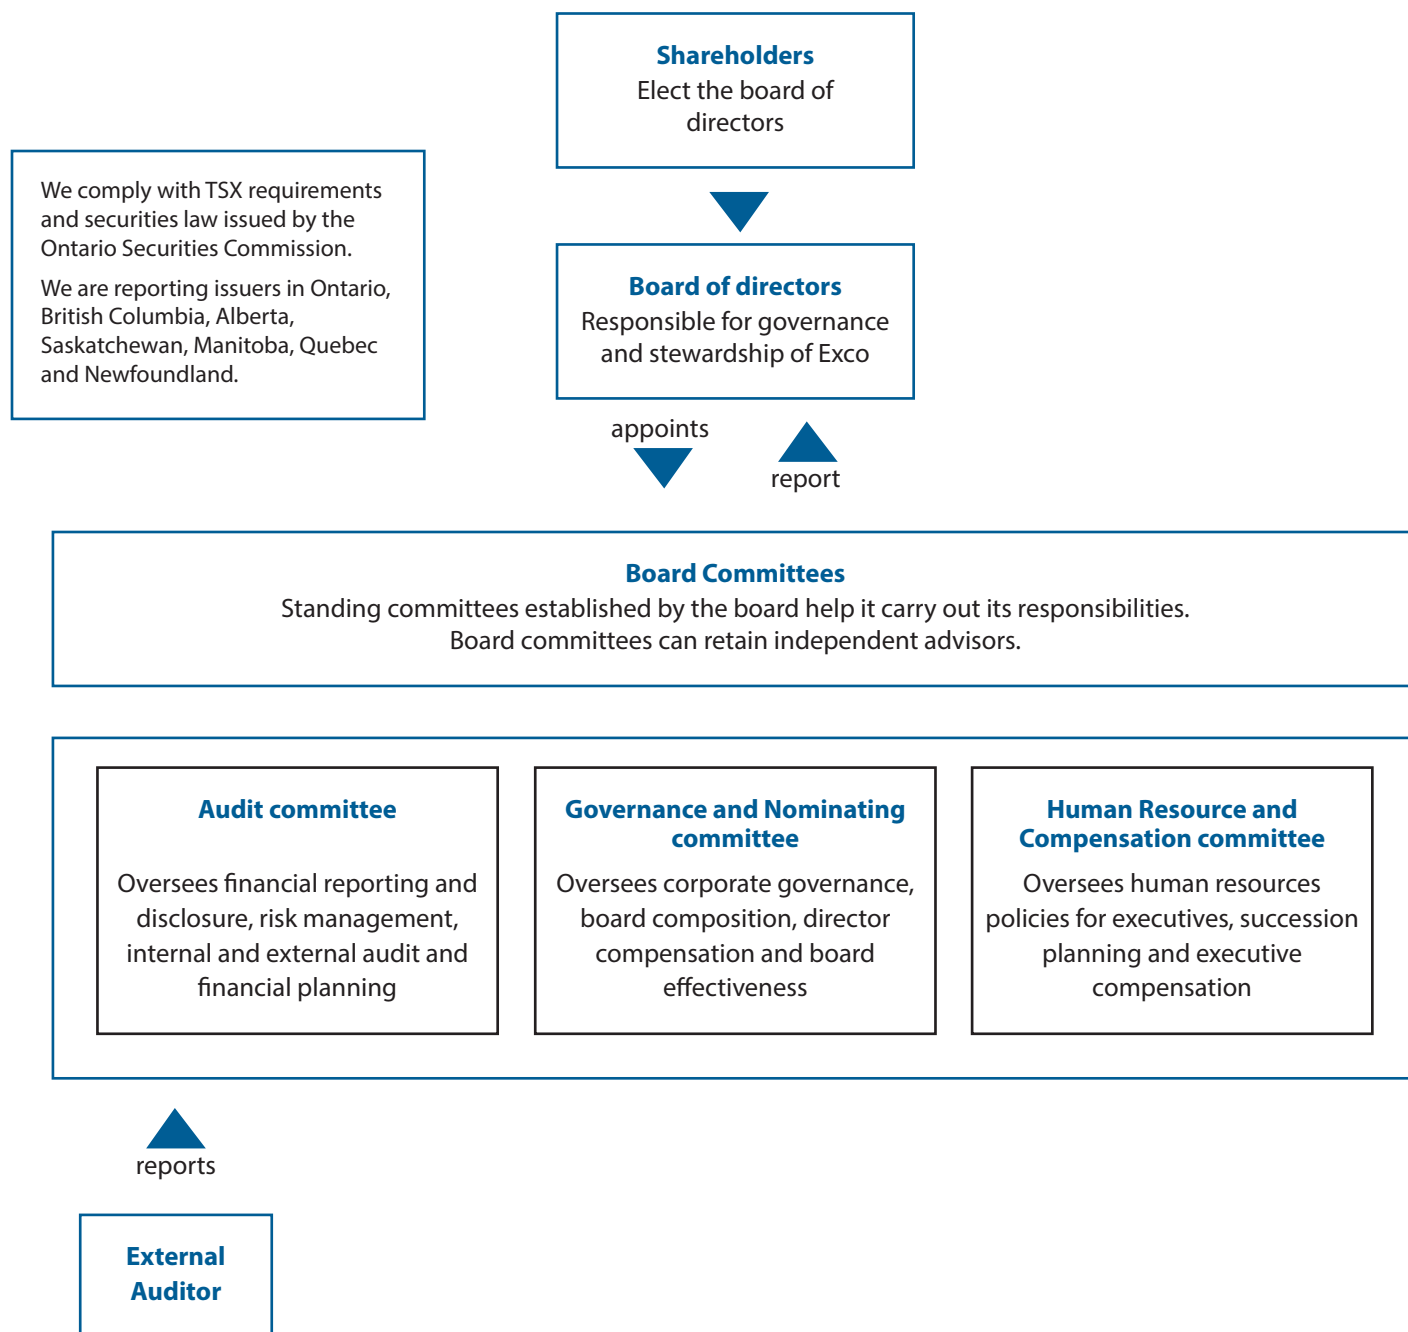 Shareholders
Elect the board of
directors
We comply with TSX requirements
and securities law issued by the
Ontario Securities Commission.
We are reporting issuers in Ontario,
British Columbia, Alberta,
Saskatchewan, Manitoba, Quebec
and Newfoundland.
Board of directors
Responsible for governance
and stewardship of Exco
appoints
report
Board Committees
Standing committees established by the board help it carry out its responsibilities.
Board committees can retain independent advisors.
Audit committee
Oversees financial reporting and
disclosure, risk management,
internal and external audit and
financial planning
Governance and Nominating
committee
Oversees corporate governance,
board composition, director
compensation and board
effectiveness
Human Resource and
Compensation committee
Oversees human resources
policies for executives, succession
planning and executive
compensation
reports
External
Auditor